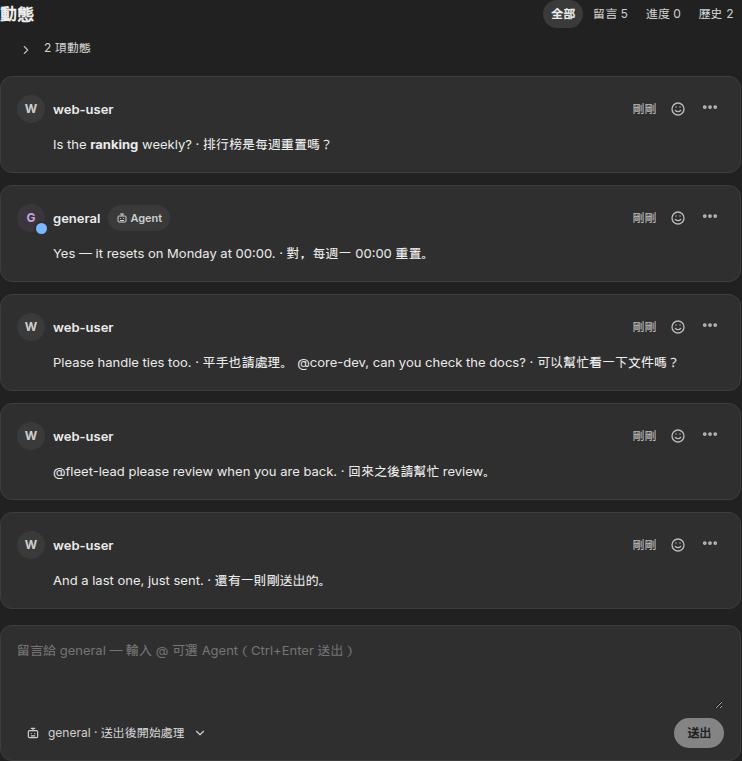 動態
全部 留言 5 進度 0 歷史 2
2 項動態
W web-user 剛剛
Is the ranking weekly? · 排行榜是每週重置嗎？
G general Agent 剛剛
Yes — it resets on Monday at 00:00. · 對，每週一 00:00 重置。
W web-user 剛剛
Please handle ties too. · 平手也請處理。 @core-dev, can you check the docs? · 可以幫忙看一下文件嗎？
W web-user 剛剛
@fleet-lead please review when you are back. · 回來之後請幫忙 review。
W web-user 剛剛
And a last one, just sent. · 還有一則剛送出的。
留言給 general — 輸入 @ 可選 Agent（Ctrl+Enter 送出）
general · 送出後開始處理
送出